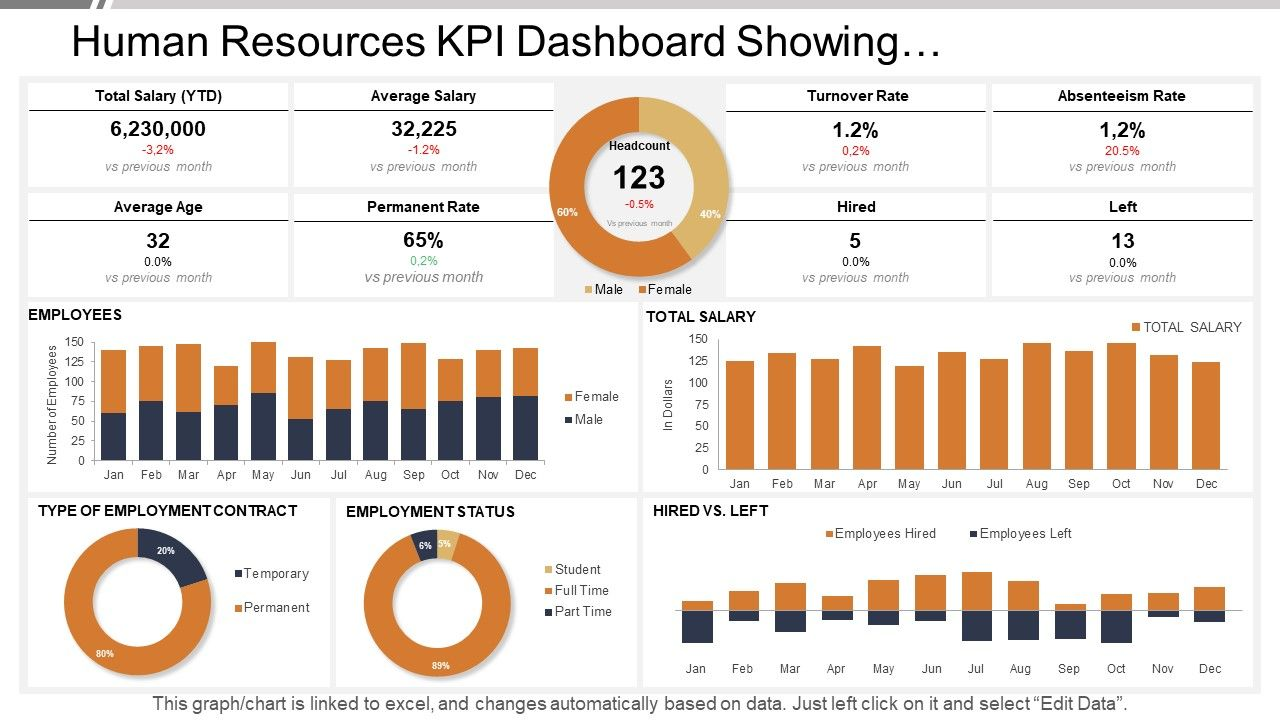 Human Resources KPI Dashboard Showing…
Total Salary (YTD)
6,230,000
-3,2%
vs previous month
Average Salary
32,225
-1.2%
vs previous month
Headcount
123
-0.5%
Vs previous month
60%
40%
Male
Female
Turnover Rate
1.2%
0,2%
vs previous month
Absenteeism Rate
1,2%
20.5%
vs previous month
Average Age
32
0.0%
vs previous month
Permanent Rate
65%
0,2%
vs previous month
Hired
5
0.0%
vs previous month
Left
13
0.0%
vs previous month
EMPLOYEES
Number of Employees
150
125
100
75
50
25
0
Jan Feb Mar Apr May Jun Jul Aug Sep Oct Nov Dec
Female
Male
TOTAL SALARY
TOTAL SALARY
In Dollars
150
125
100
75
50
25
0
Jan Feb Mar Apr May Jun Jul Aug Sep Oct Nov Dec
TYPE OF EMPLOYMENT CONTRACT
20%
80%
Temporary
Permanent
EMPLOYMENT STATUS
6%
5%
89%
Student
Full Time
Part Time
HIRED VS. LEFT
Employees Hired
Employees Left
Jan Feb Mar Apr May Jun Jul Aug Sep Oct Nov Dec
This graph/chart is linked to excel, and changes automatically based on data. Just left click on it and select “Edit Data”.